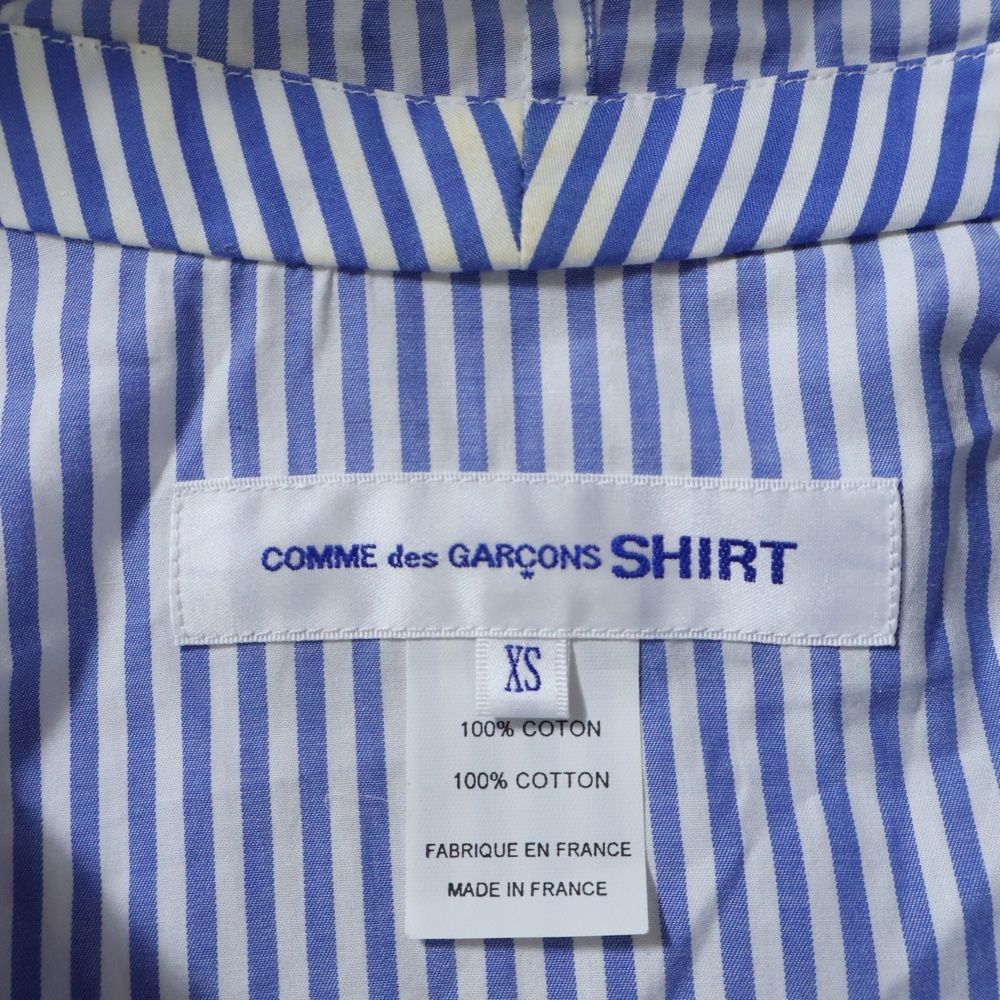 COMME des GARÇONS SHIRT
XS
100% COTON
100% COTTON
FABRIQUE EN FRANCE
MADE IN FRANCE